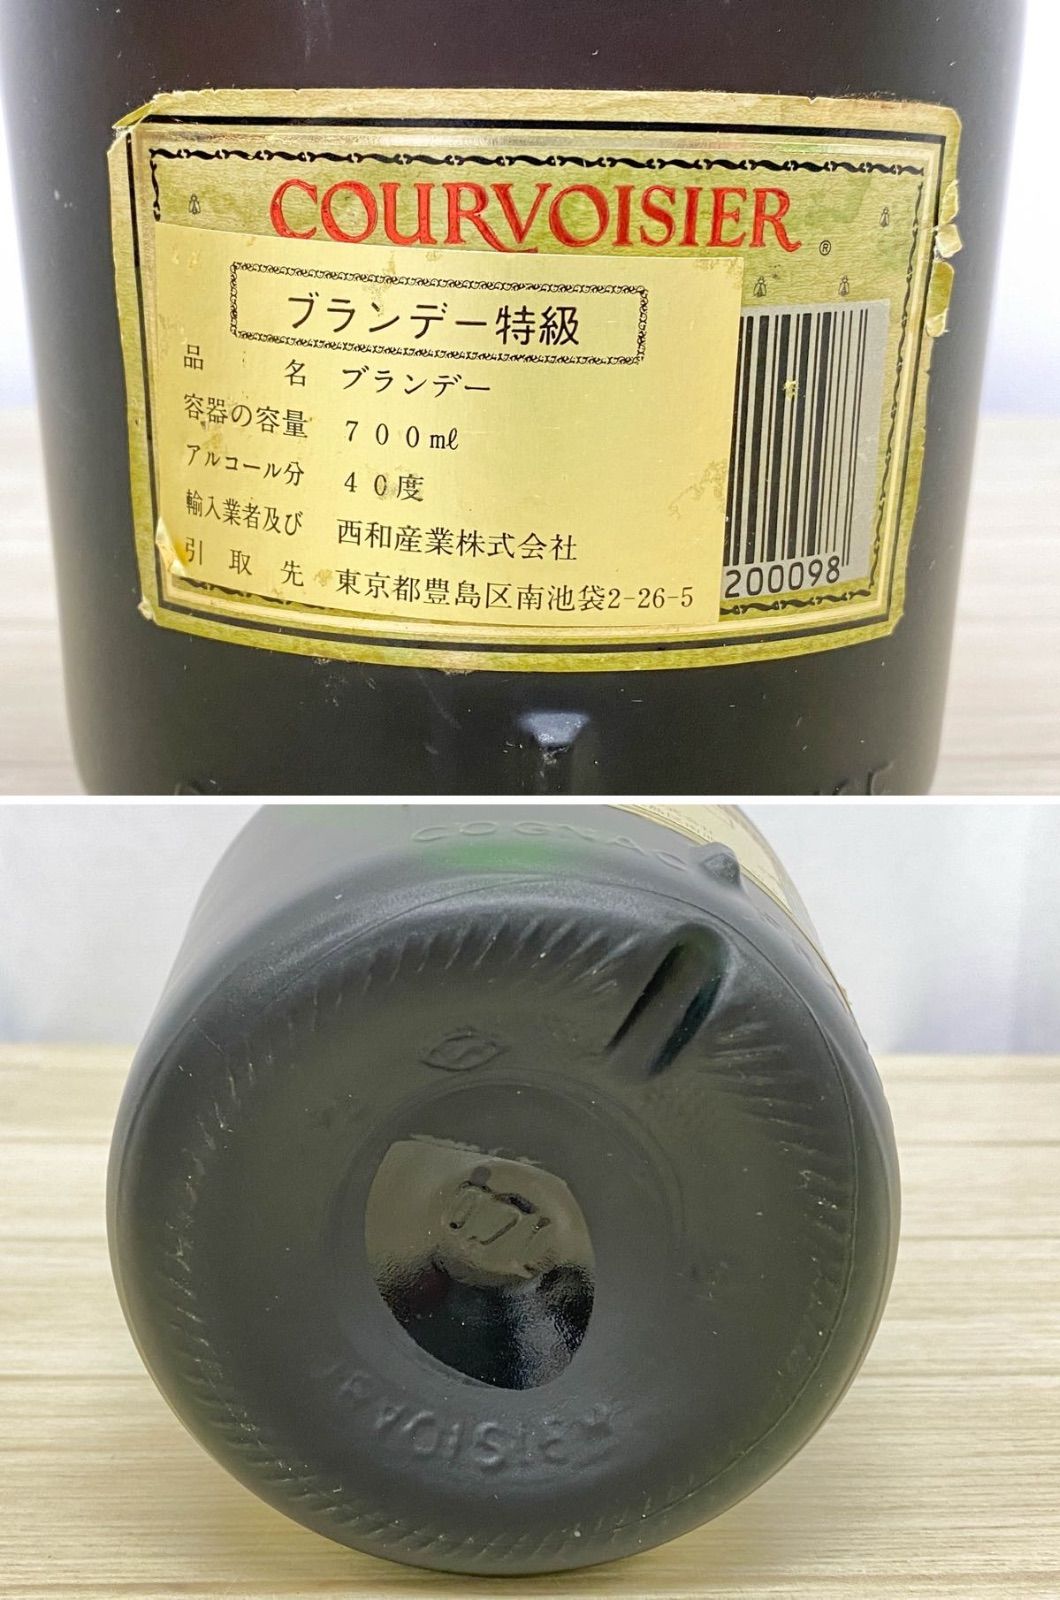 COURVOISIER
®
ブランデー特級
品名 ブランデー
容器の容量 700ml
アルコール分 40度
輸入業者及び 西和産業株式会社
引取先 東京都豊島区南池袋2-26-5
200098
COGNAC
0,7l